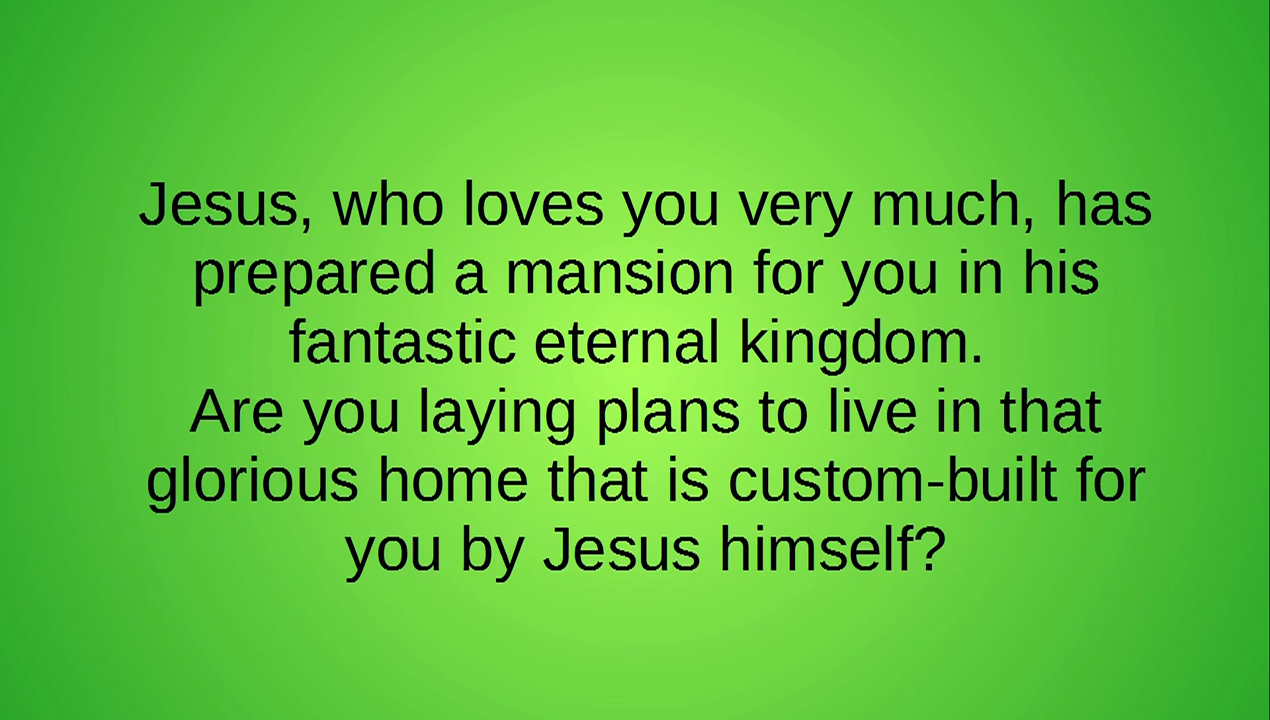 Jesus, who loves you very much, has
prepared a mansion for you in his
fantastic eternal kingdom.
Are you laying plans to live in that
glorious home that is custom-built for
you by Jesus himself?